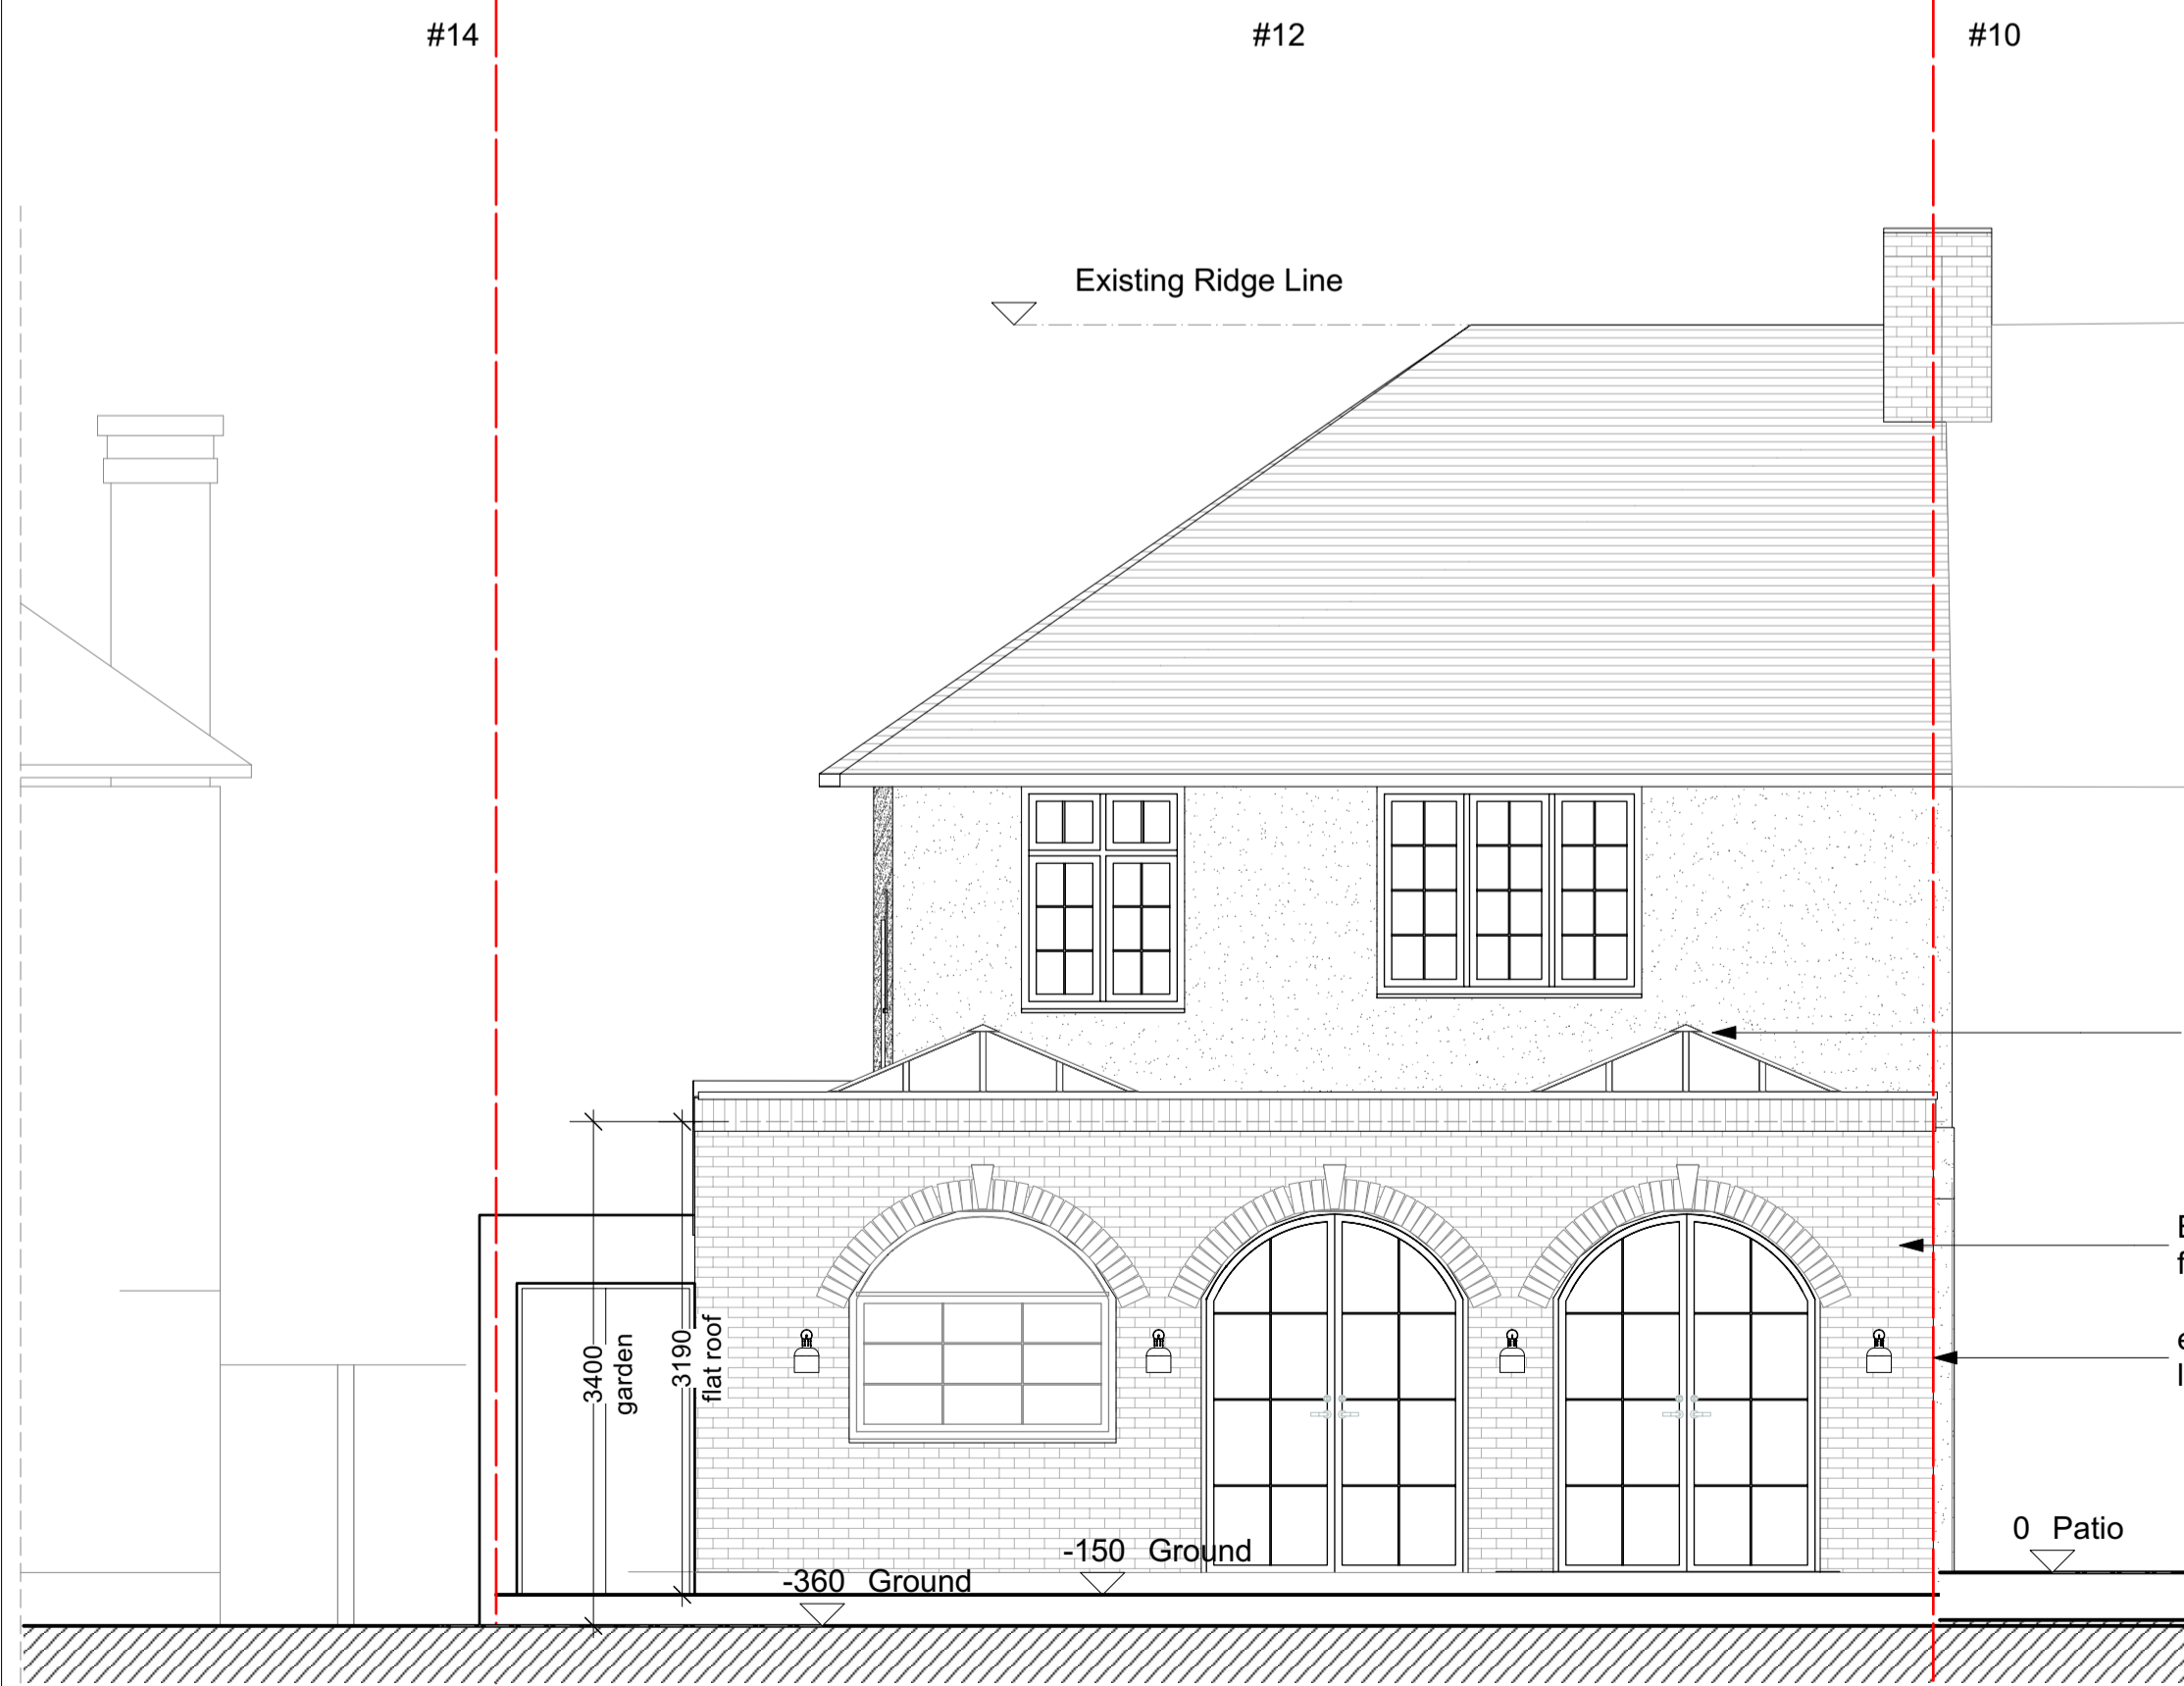 #14
#12
#10
Existing Ridge Line
3400
garden
3190
flat roof
0 Patio
-150 Ground
-360 Ground